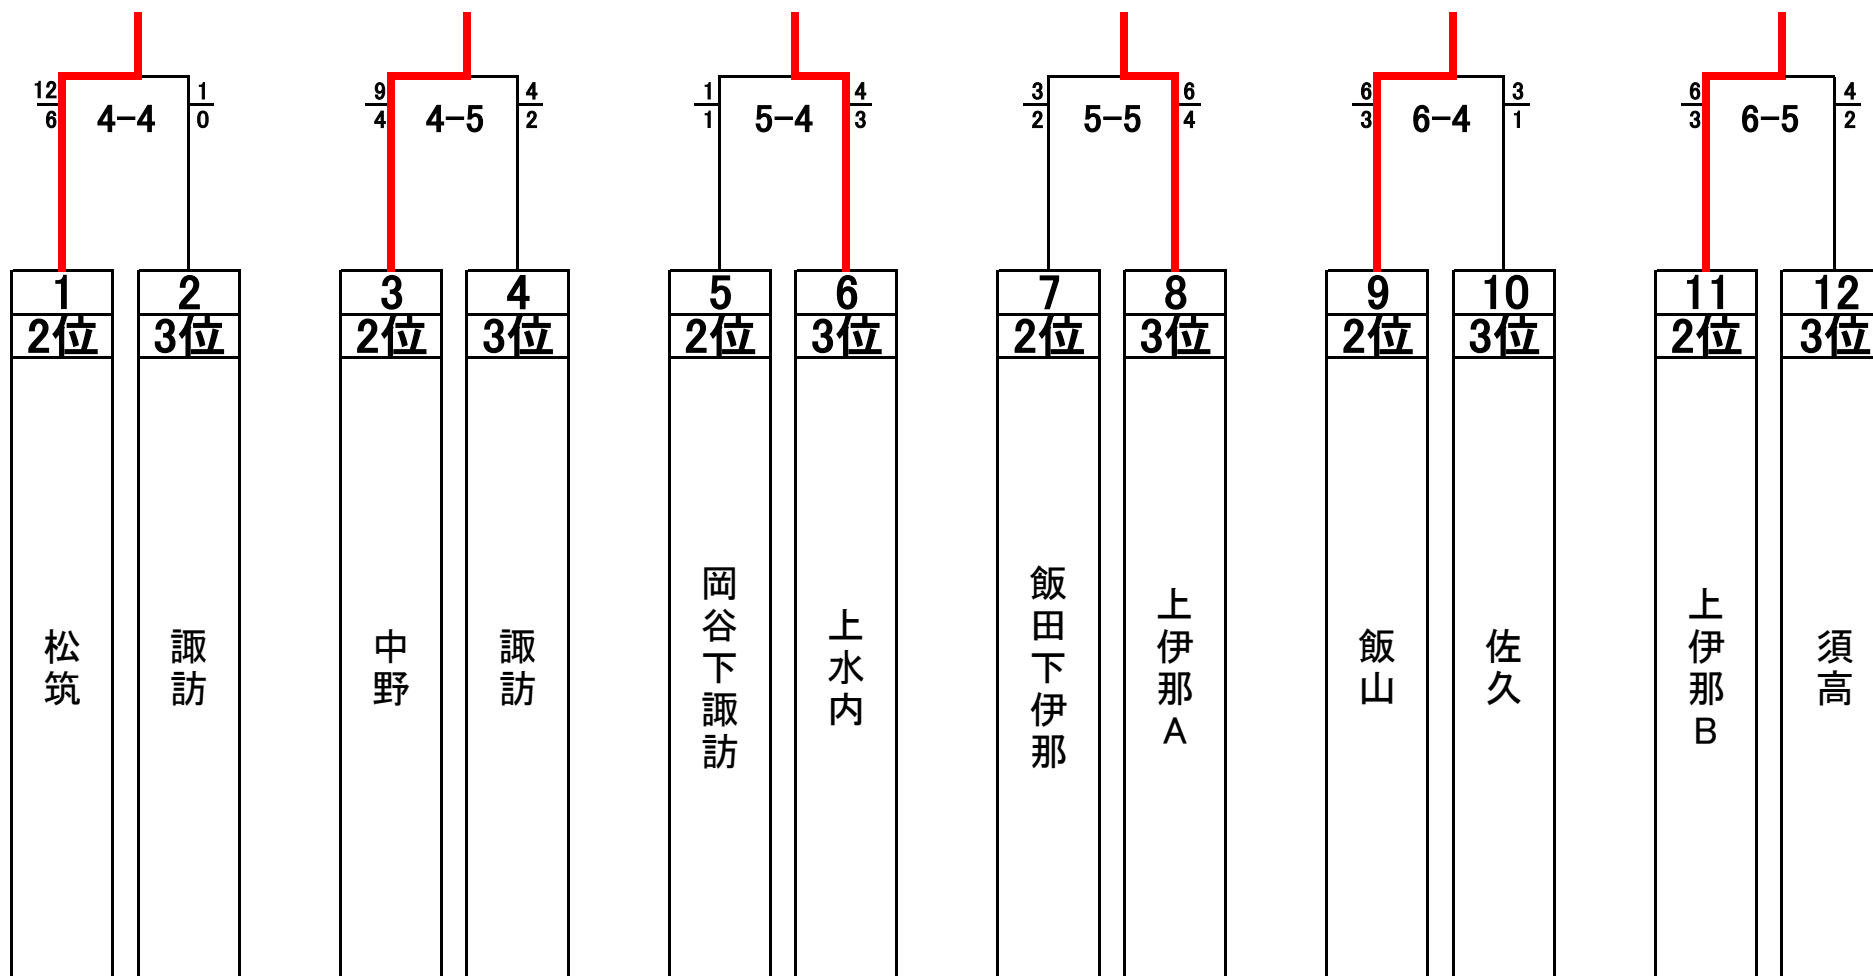 12 1 9 4 1 4 3 6 6 3 6 4
4-4 4-5 5-4 5-5 6-4 6-5
6 0 4 2 1 3 2 4 3 1 3 2
1 2 3 4 5 6 7 8 9 10 11 12
2位 3位 2位 3位 2位 3位 2位 3位 2位 3位 2位 3位
松筑
諏訪
中野
諏訪
岡谷下諏訪
上水内
飯田下伊那
上伊那A
飯山
佐久
上伊那B
須高